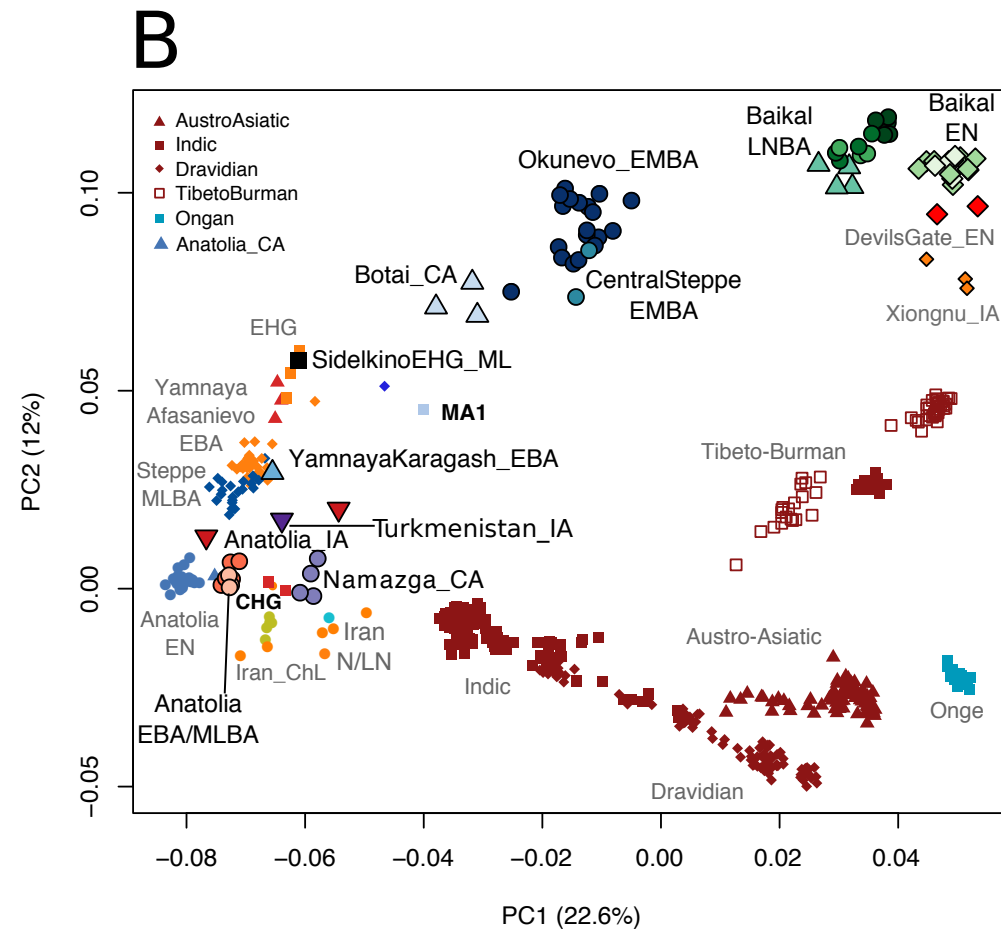 B
AustroAsiatic
Indic
Dravidian
TibetoBurman
Ongan
Anatolia_CA
Baikal
LNBA
Baikal
EN
Okunevo_EMBA
DevilsGate_EN
Botai_CA
CentralSteppe
EMBA
Xiongnu_IA
EHG
SidelkinoEHG_ML
Yamnaya
Afasanievo
EBA
MA1
Steppe
MLBA
YamnayaKaragash_EBA
Tibeto-Burman
Turkmenistan_IA
Anatolia_IA
Namazga_CA
CHG
Anatolia
EN
Iran
N/LN
Iran_ChL
Austro-Asiatic
Indic
Onge
Anatolia
EBA/MLBA
Dravidian
PC2 (12%)
0.10
0.05
0.00
−0.05
−0.08
−0.06
−0.04
−0.02
0.00
0.02
0.04
PC1 (22.6%)